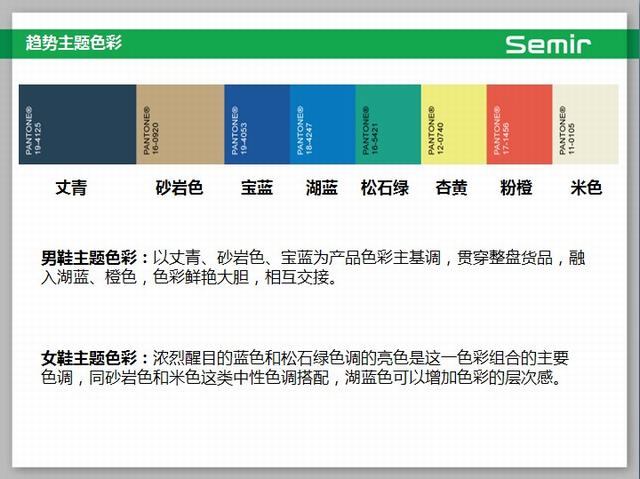 趋势主题色彩
Semir
PANTONE®
19-4125
PANTONE®
16-0920
PANTONE®
19-4053
PANTONE®
18-4247
PANTONE®
16-5421
PANTONE®
12-0740
PANTONE®
17-1456
PANTONE®
11-0105
丈青 砂岩色 宝蓝 湖蓝 松石绿 杏黄 粉橙 米色
男鞋主题色彩：以丈青、砂岩色、宝蓝为产品色彩主基调，贯穿整盘货品，融
入湖蓝、橙色，色彩鲜艳大胆，相互交接。
女鞋主题色彩：浓烈醒目的蓝色和松石绿色调的亮色是这一色彩组合的主要
色调，同砂岩色和米色这类中性色调搭配，湖蓝色可以增加色彩的层次感。